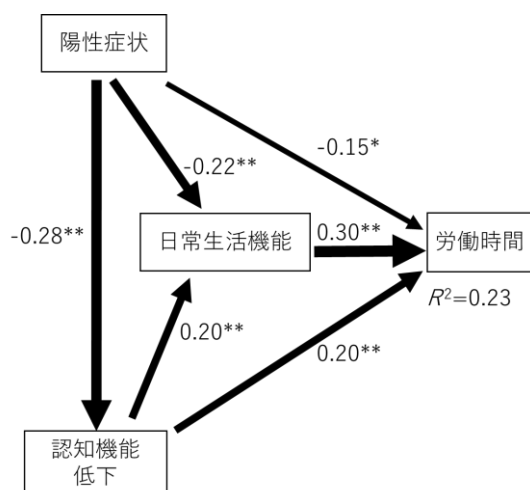 陽性症状
-0.15*
-0.22**
-0.28**
日常生活機能
0.30**
労働時間
R²=0.23
0.20**
0.20**
認知機能
低下